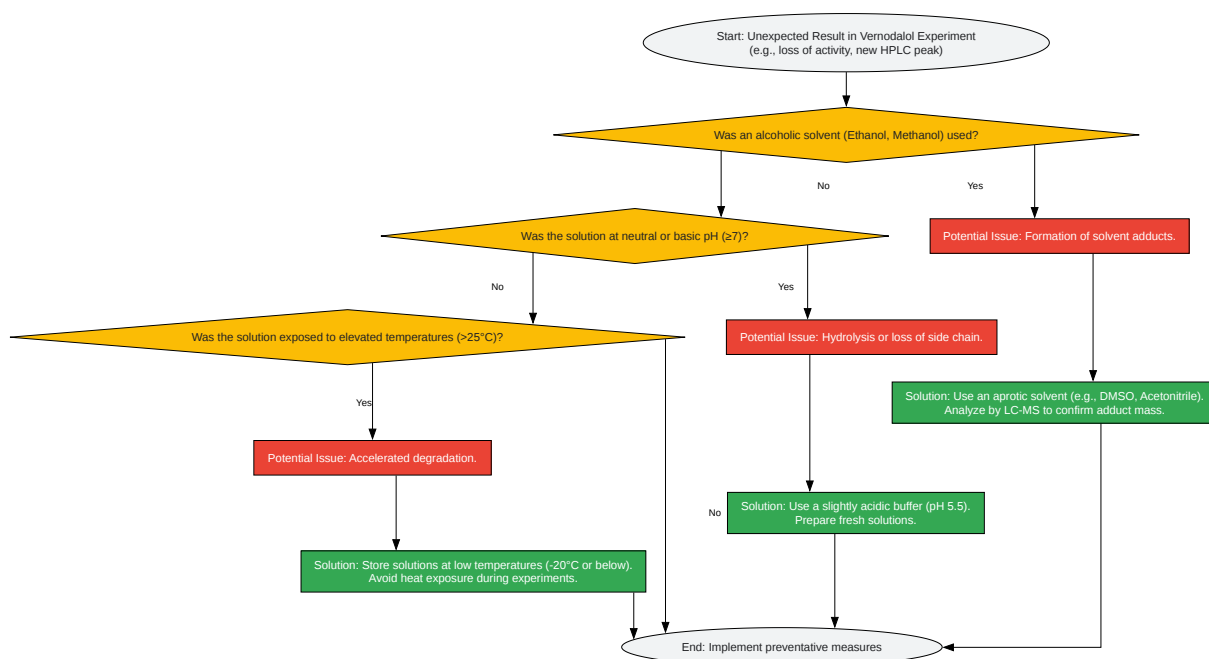 Start: Unexpected Result in Vernodalol Experiment
(e.g., loss of activity, new HPLC peak)
Was an alcoholic solvent (Ethanol, Methanol) used?
No
Yes
Was the solution at neutral or basic pH (≥7)?
Potential Issue: Formation of solvent adducts.
No
Yes
Was the solution exposed to elevated temperatures (>25°C)?
Potential Issue: Hydrolysis or loss of side chain.
Solution: Use an aprotic solvent (e.g., DMSO, Acetonitrile).
Analyze by LC-MS to confirm adduct mass.
Yes
Potential Issue: Accelerated degradation.
No
Solution: Use a slightly acidic buffer (pH 5.5).
Prepare fresh solutions.
Solution: Store solutions at low temperatures (-20°C or below).
Avoid heat exposure during experiments.
End: Implement preventative measures